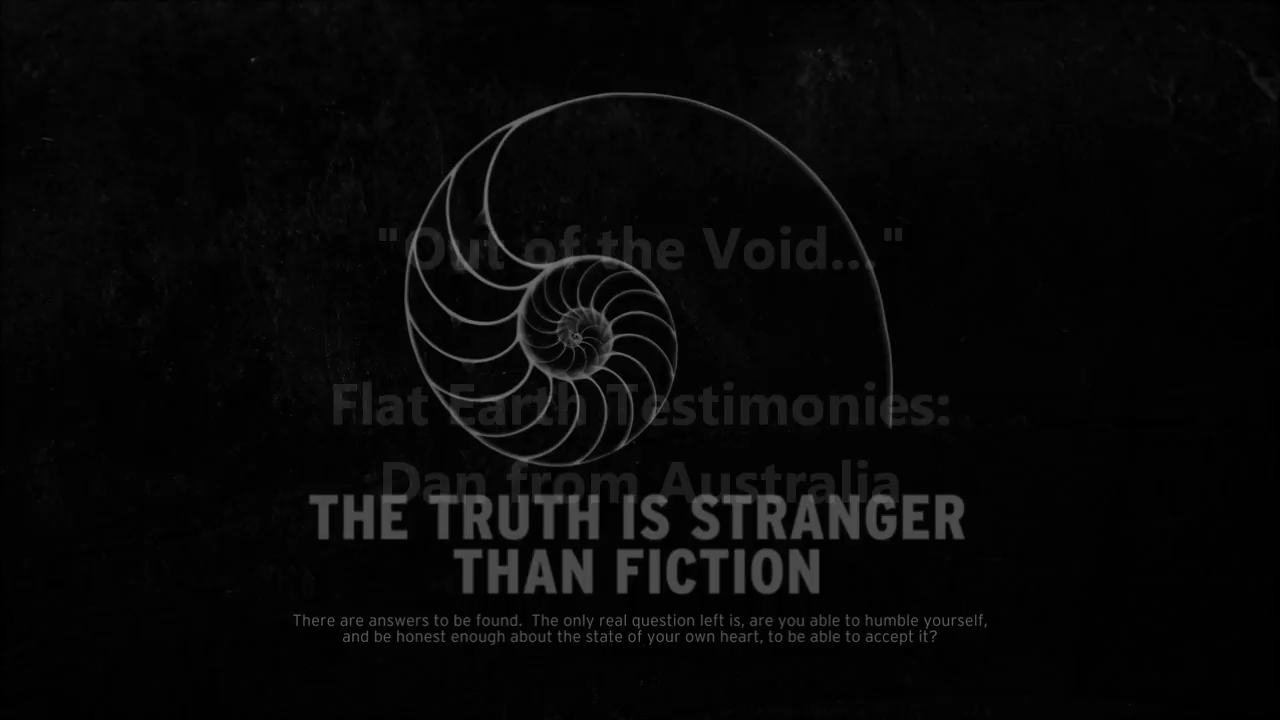 "Out of the Void..."
Flat Earth Testimonies:
Dan from Australia
THE TRUTH IS STRANGER
THAN FICTION
There are answers to be found.  The only real question left is, are you able to humble yourself,
and be honest enough about the state of your own heart, to be able to accept it?